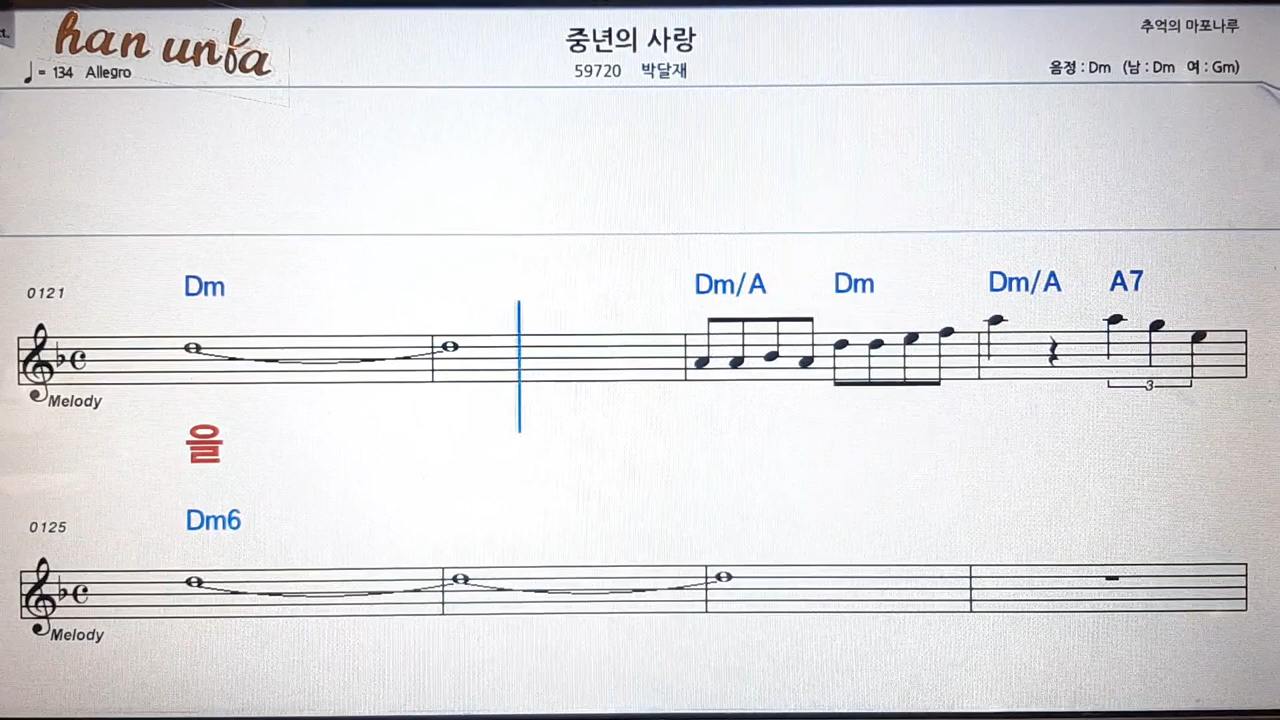 ct.
han unfa
♩ = 134 Allegro
중년의 사랑
59720 박달재
추억의 마포나루
음정 : Dm (남 : Dm 여 : Gm)
0121
Dm
Dm/A Dm Dm/A A7
3
Melody
을
0125
Dm6
Melody